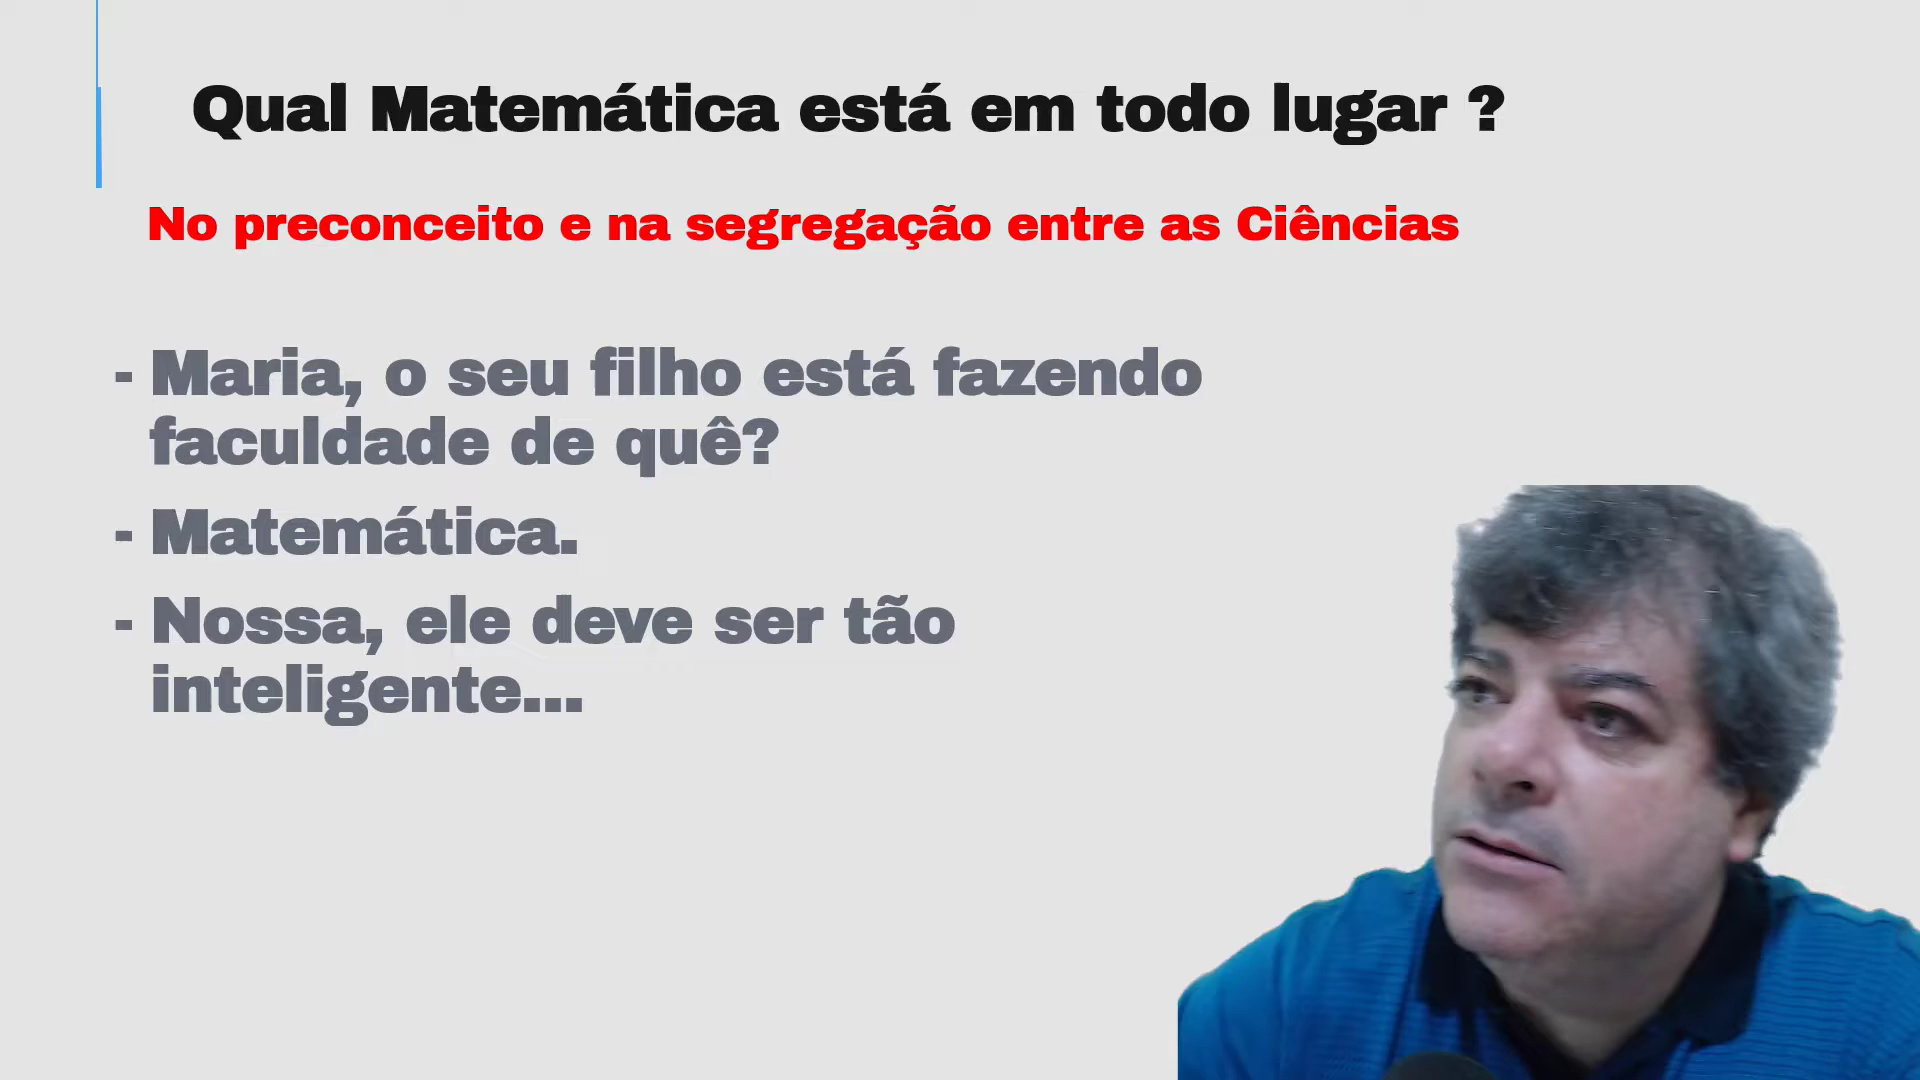 Qual Matemática está em todo lugar ?
No preconceito e na segregação entre as Ciências
- Maria, o seu filho está fazendo
faculdade de quê?
- Matemática.
- Nossa, ele deve ser tão
inteligente...